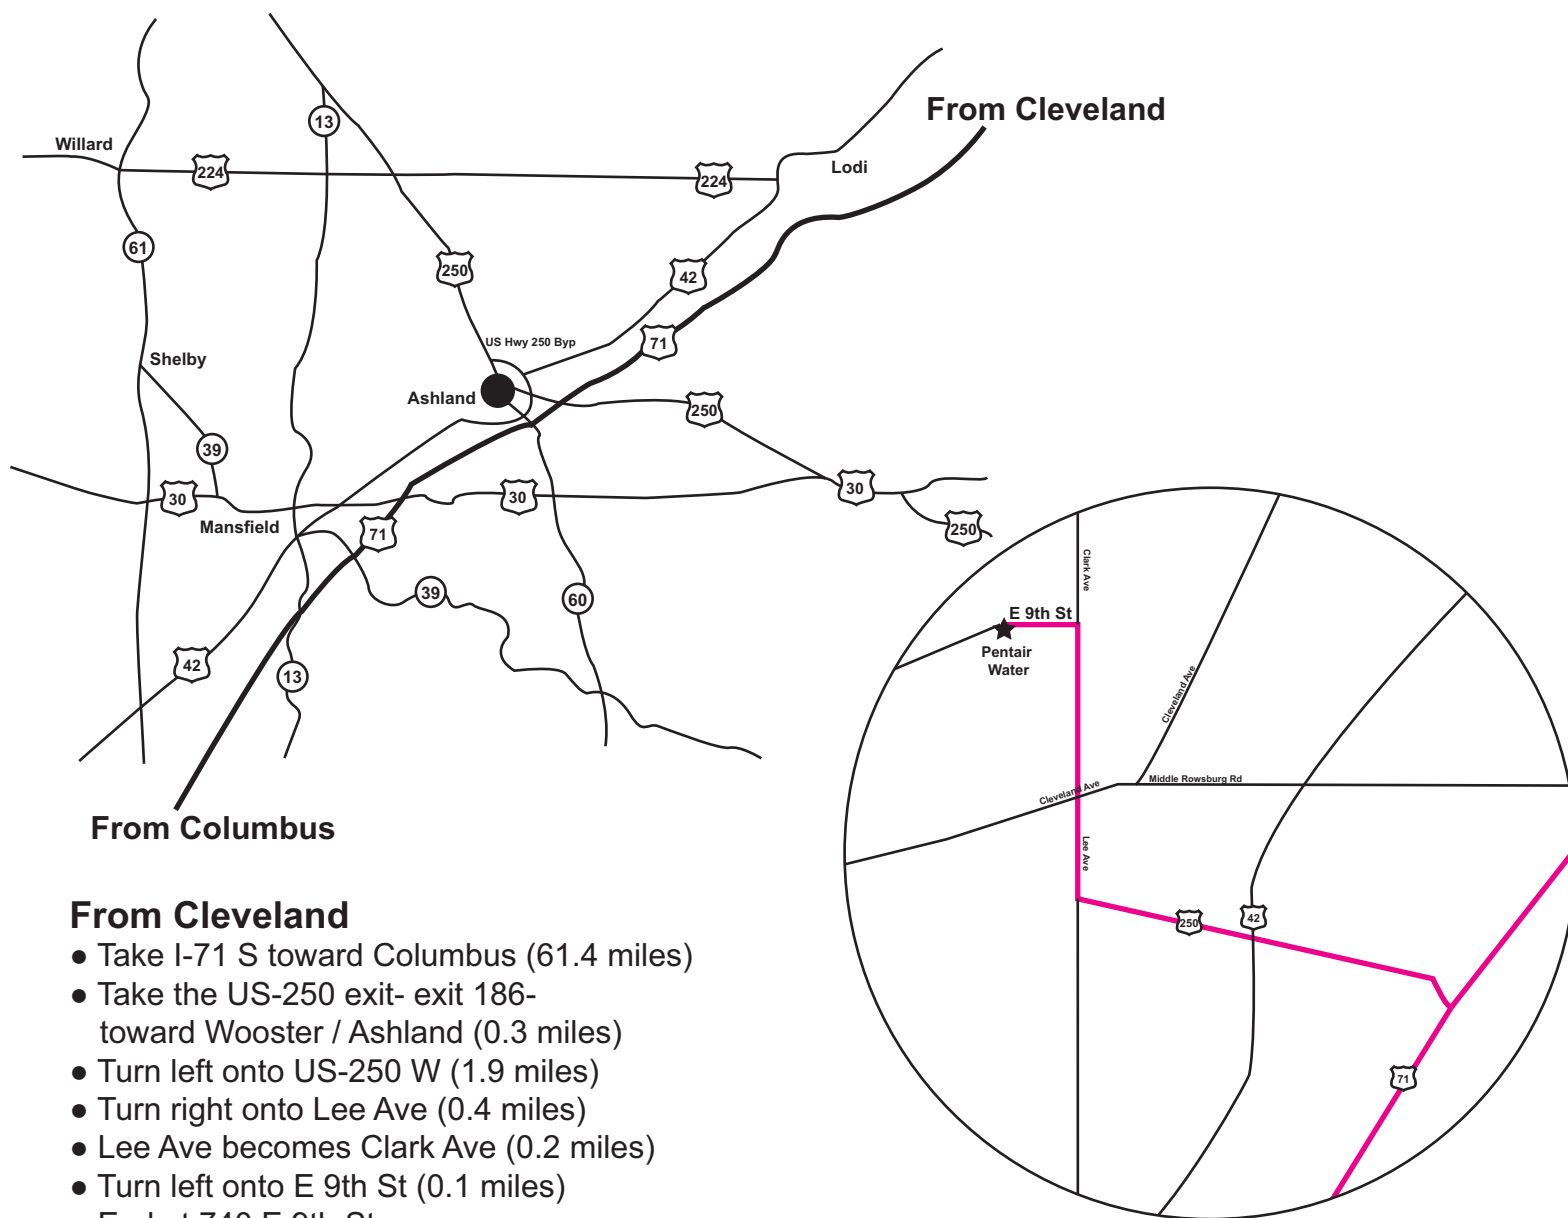 From Cleveland
13
Willard
224
224
Lodi
61
250
42
US Hwy 250 Byp
71
Shelby
Ashland
250
39
30
30
30
Mansfield
71
250
39
60
42
13
From Columbus
Clark Ave
E 9th St
Pentair
Water
Cleveland Ave
Middle Rowsburg Rd
Cleveland Ave
Lee Ave
250
42
71
From Cleveland
● Take I-71 S toward Columbus (61.4 miles)
● Take the US-250 exit- exit 186-
toward Wooster / Ashland (0.3 miles)
● Turn left onto US-250 W (1.9 miles)
● Turn right onto Lee Ave (0.4 miles)
● Lee Ave becomes Clark Ave (0.2 miles)
● Turn left onto E 9th St (0.1 miles)
End at 740 E 9th St